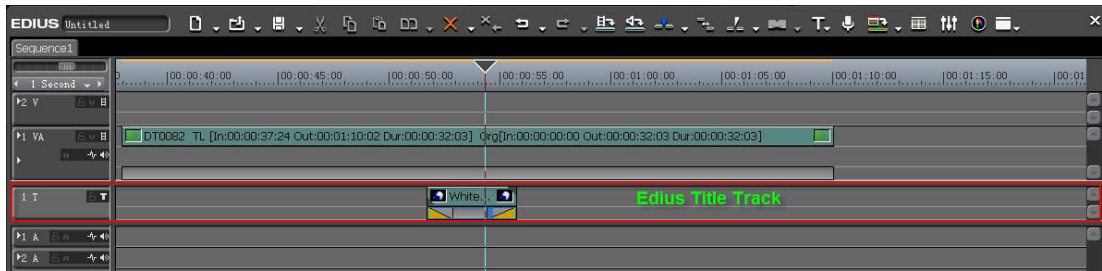 EDIUS Untitled
Sequence1
1 Second
00:00:40:00 00:00:45:00 00:00:50:00 00:00:55:00 00:01:00:00 00:01:05:00 00:01:10:00 00:01:15:00 00:01
2 V
1 VA
DT0082 TL [In:00:00:37:24 Out:00:01:10:02 Dur:00:00:32:03] Org[In:00:00:00:00 Out:00:00:32:03 Dur:00:00:32:03]
1 T T White. Edius Title Track
1 A
2 A